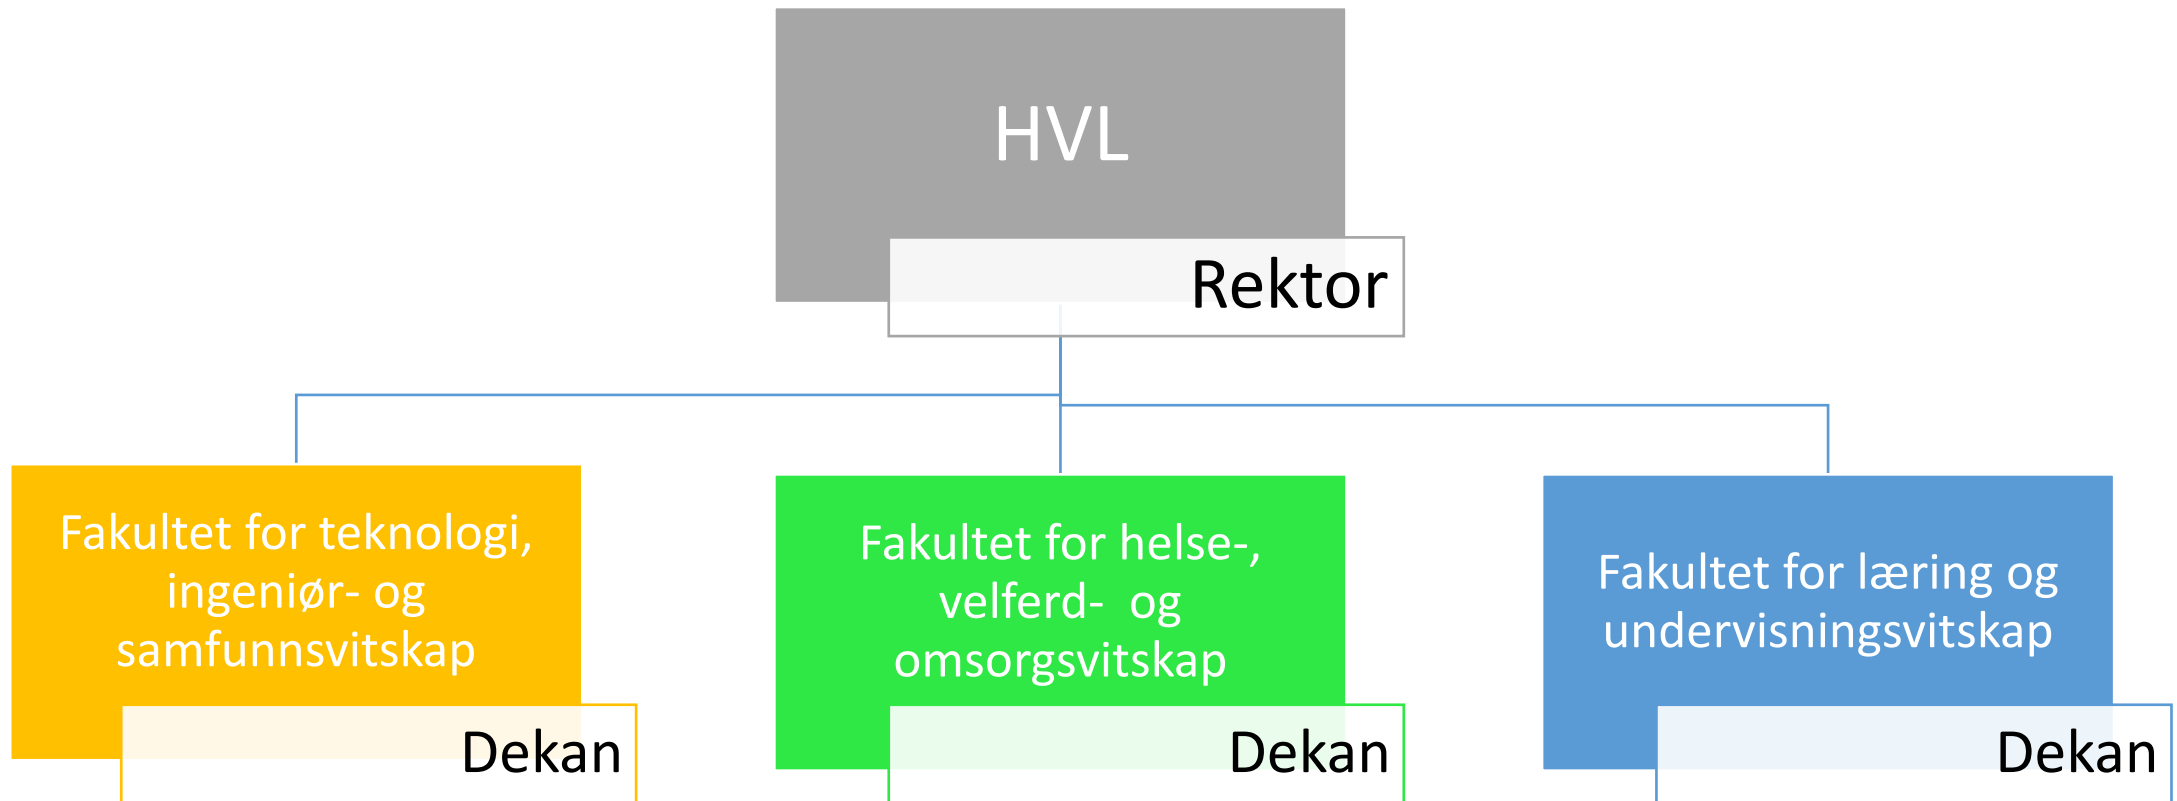 HVL
Rektor
Fakultet for teknologi,
ingeniør- og
samfunnsvitskap
Dekan
Fakultet for helse-,
velferd-  og
omsorgsvitskap
Dekan
Fakultet for læring og
undervisningsvitskap
Dekan